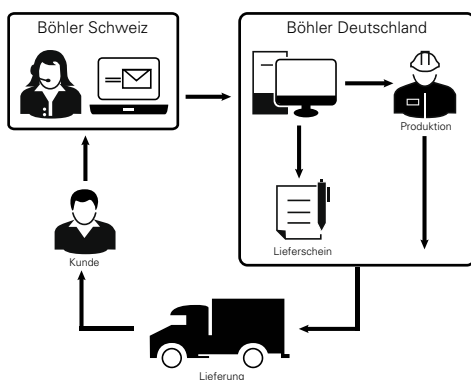 Böhler Schweiz
Böhler Deutschland
Produktion
Lieferschein
Kunde
Lieferung